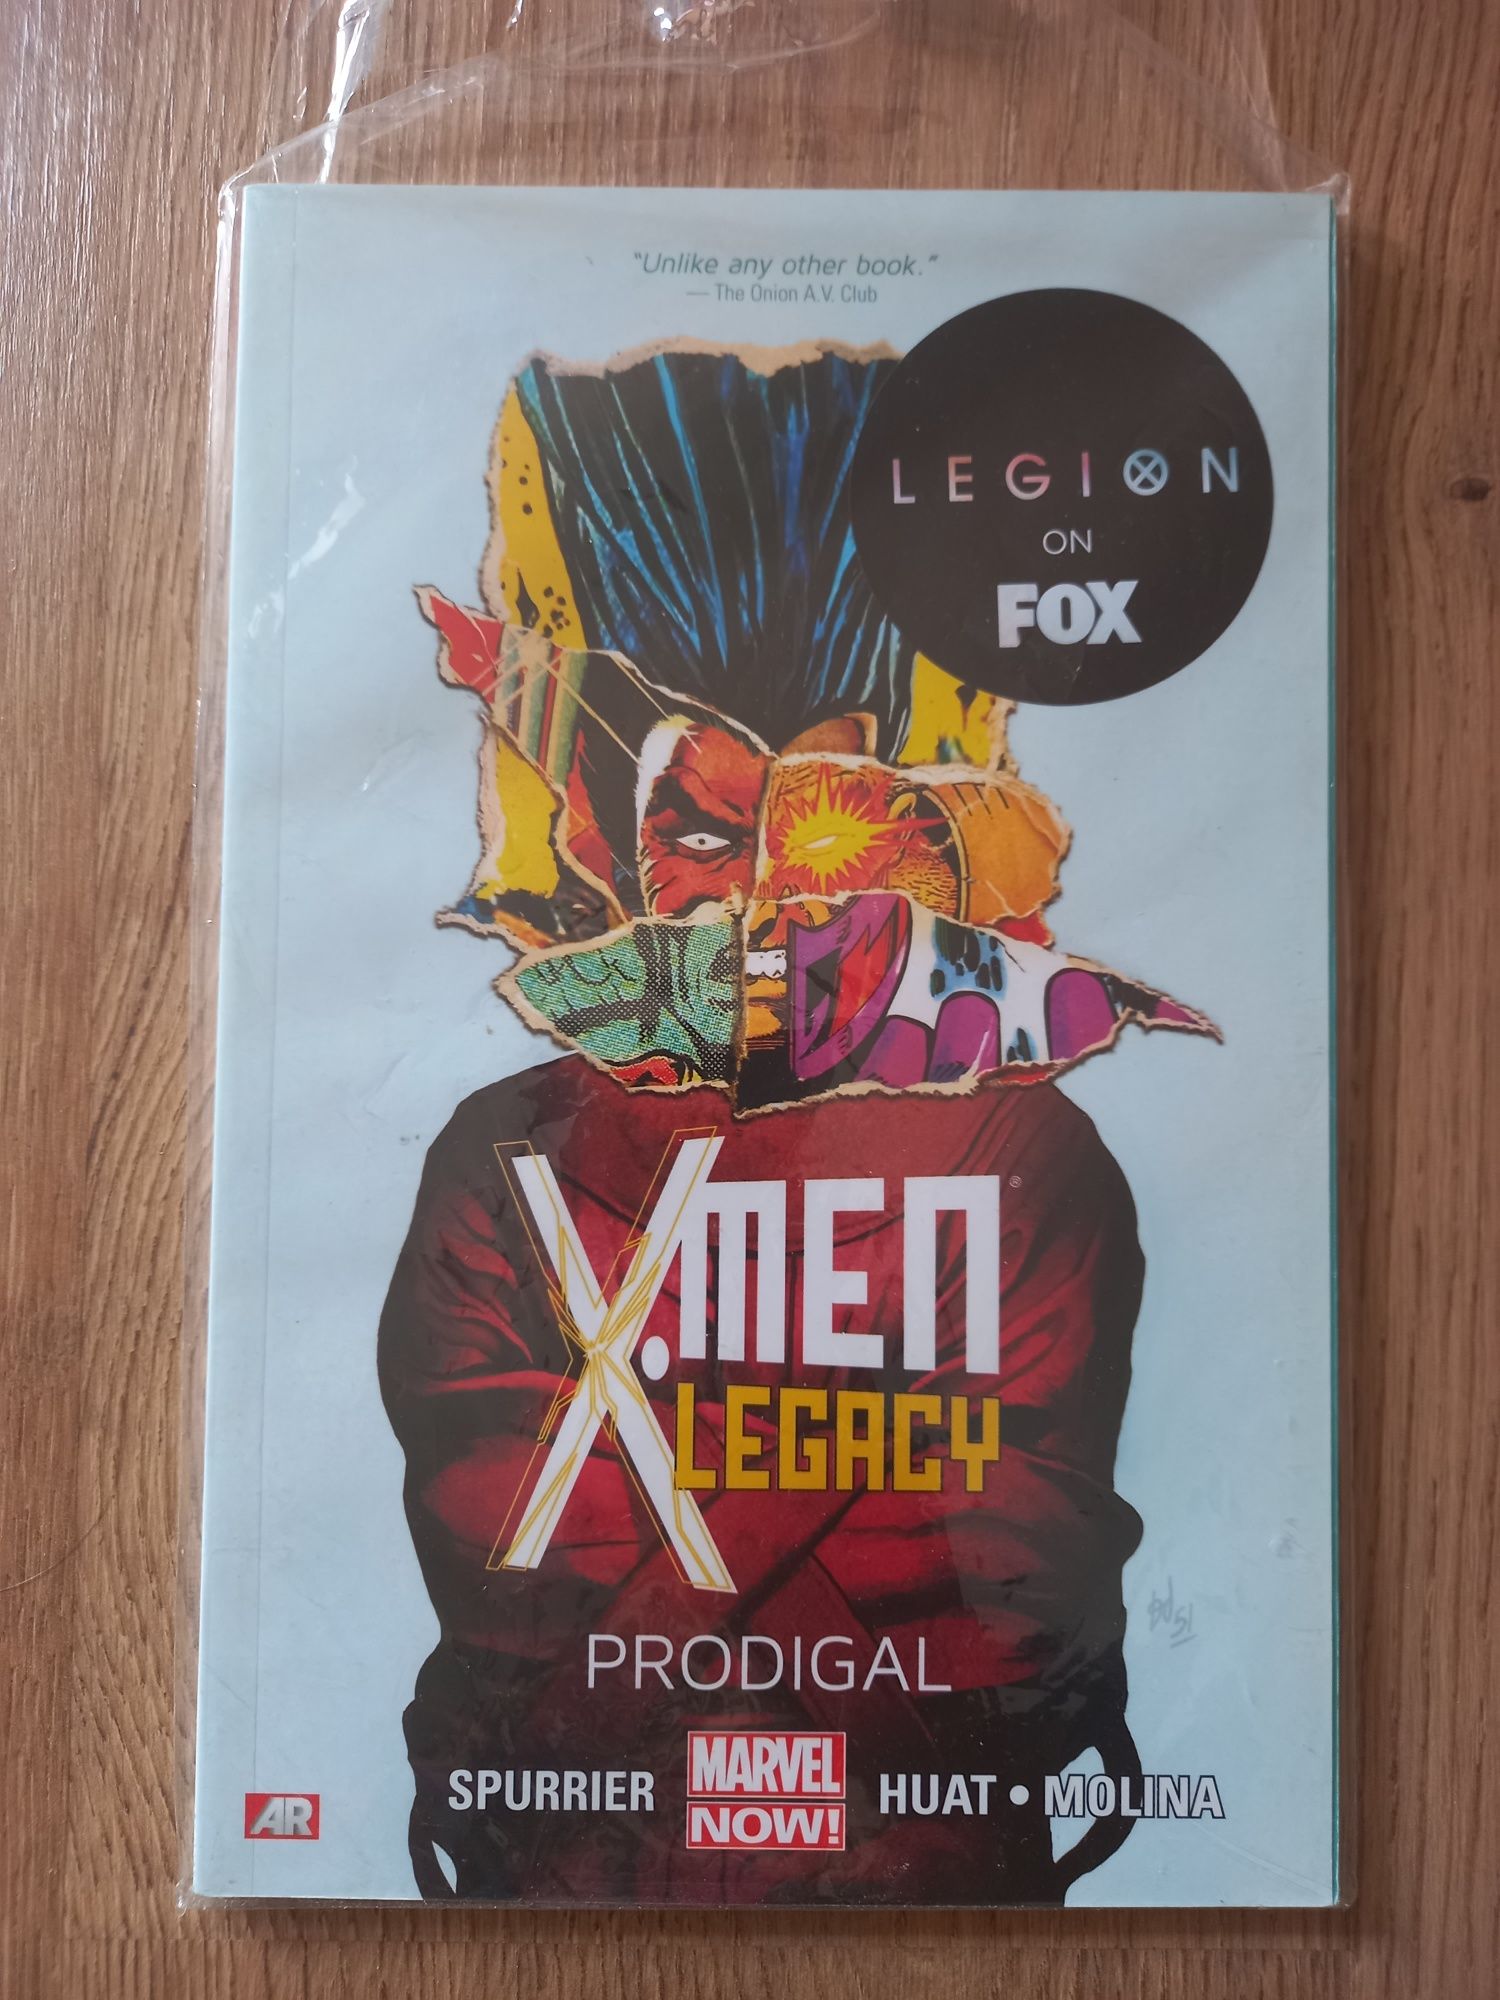 "Unlike any other book."
— The Onion A.V. Club
LEGION
ON
FOX
X-MEN®
LEGACY
PRODIGAL
SPURRIER
MARVEL
NOW!
HUAT • MOLINA
AR